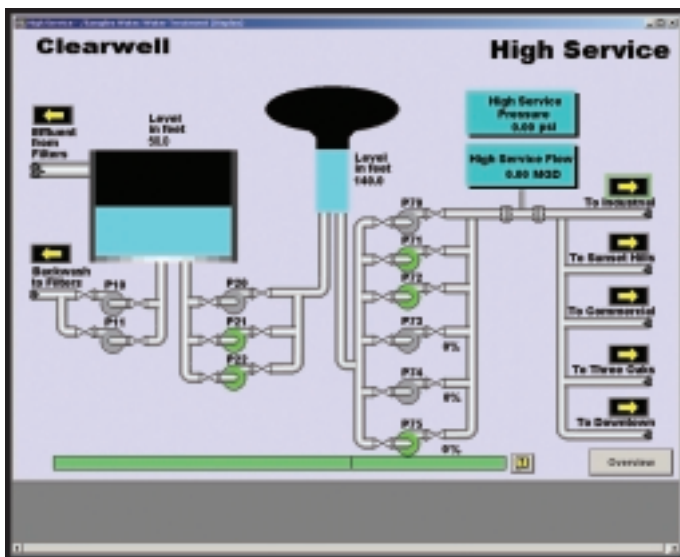 Clearwell
High Service
Effluent
from
Filters
Level
in feet
50.0
High Service
Pressure
0.00 psi
High Service Flow
0.00 MGD
Level
in feet
140.0
To Industrial
To Sunset Hills
To Commercial
To Three Oaks
To Downtown
Backwash
to Filters
P10
P11
P20
P21
P22
P70
P71
P72
P73
0%
P74
0%
P75
0%
Overview